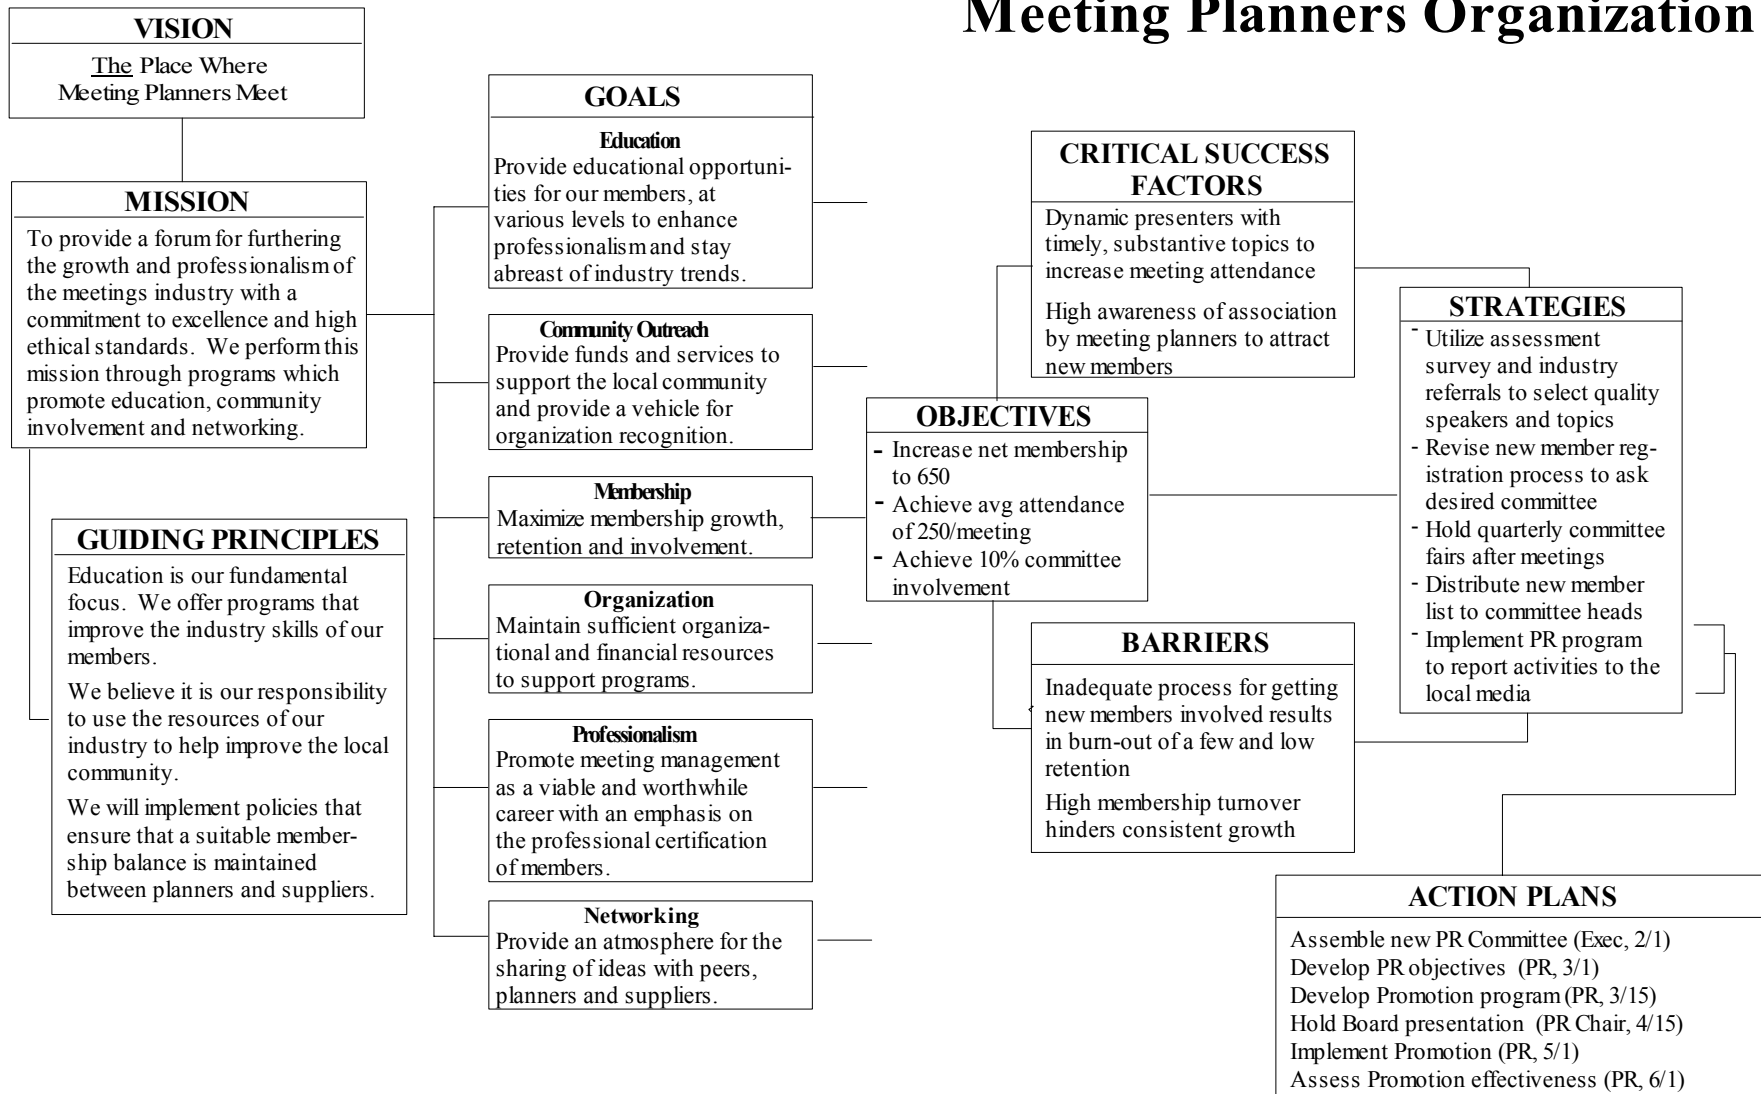 Meeting Planners Organization
VISION
The Place Where
Meeting Planners Meet
MISSION
To provide a forum for furthering
the growth and professionalism of
the meetings industry with a
commitment to excellence and high
ethical standards. We perform this
mission through programs which
promote education, community
involvement and networking.
GUIDING PRINCIPLES
Education is our fundamental
focus. We offer programs that
improve the industry skills of our
members.
We believe it is our responsibility
to use the resources of our
industry to help improve the local
community.
We will implement policies that
ensure that a suitable member-
ship balance is maintained
between planners and suppliers.
GOALS
Education
Provide educational opportuni-
ties for our members, at
various levels to enhance
professionalism and stay
abreast of industry trends.
Community Outreach
Provide funds and services to
support the local community
and provide a vehicle for
organization recognition.
Membership
Maximize membership growth,
retention and involvement.
Organization
Maintain sufficient organiza-
tional and financial resources
to support programs.
Professionalism
Promote meeting management
as a viable and worthwhile
career with an emphasis on
the professional certification
of members.
Networking
Provide an atmosphere for the
sharing of ideas with peers,
planners and suppliers.
OBJECTIVES
- Increase net membership
to 650
- Achieve avg attendance
of 250/meeting
- Achieve 10% committee
involvement
CRITICAL SUCCESS
FACTORS
Dynamic presenters with
timely, substantive topics to
increase meeting attendance
High awareness of association
by meeting planners to attract
new members
BARRIERS
Inadequate process for getting
new members involved results
in burn-out of a few and low
retention
High membership turnover
hinders consistent growth
STRATEGIES
- Utilize assessment
survey and industry
referrals to select quality
speakers and topics
- Revise new member reg-
istration process to ask
desired committee
- Hold quarterly committee
fairs after meetings
- Distribute new member
list to committee heads
- Implement PR program
to report activities to the
local media
ACTION PLANS
Assemble new PR Committee (Exec, 2/1)
Develop PR objectives (PR, 3/1)
Develop Promotion program (PR, 3/15)
Hold Board presentation (PR Chair, 4/15)
Implement Promotion (PR, 5/1)
Assess Promotion effectiveness (PR, 6/1)